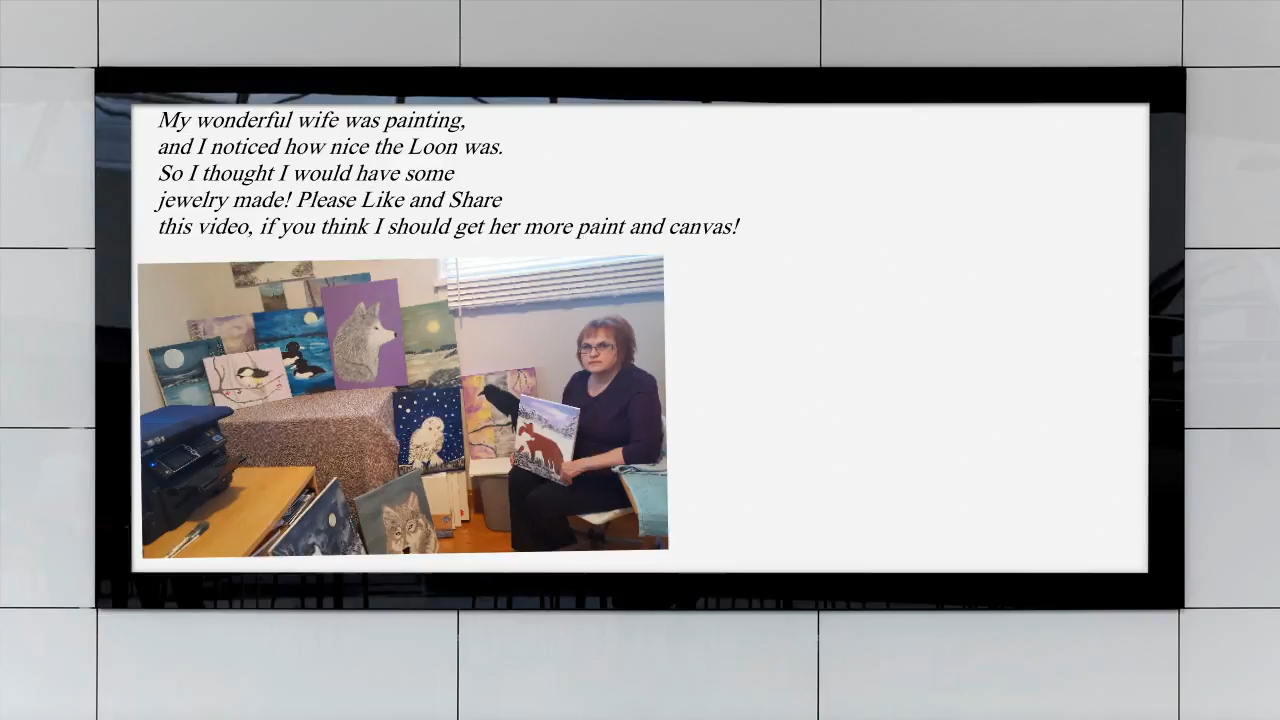 My wonderful wife was painting,
and I noticed how nice the Loon was.
So I thought I would have some
jewelry made! Please Like and Share
this video, if you think I should get her more paint and canvas!